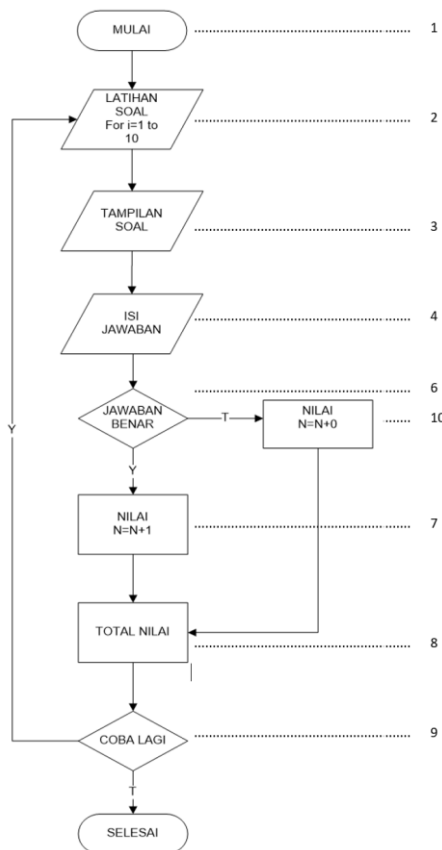 MULAI
1
LATIHAN
SOAL
For i=1 to
10
2
TAMPILAN
SOAL
3
ISI
JAWABAN
4
6
JAWABAN
BENAR
T
NILAI
N=N+0
10
Y
Y
NILAI
N=N+1
7
TOTAL NILAI
8
COBA LAGI
9
T
SELESAI